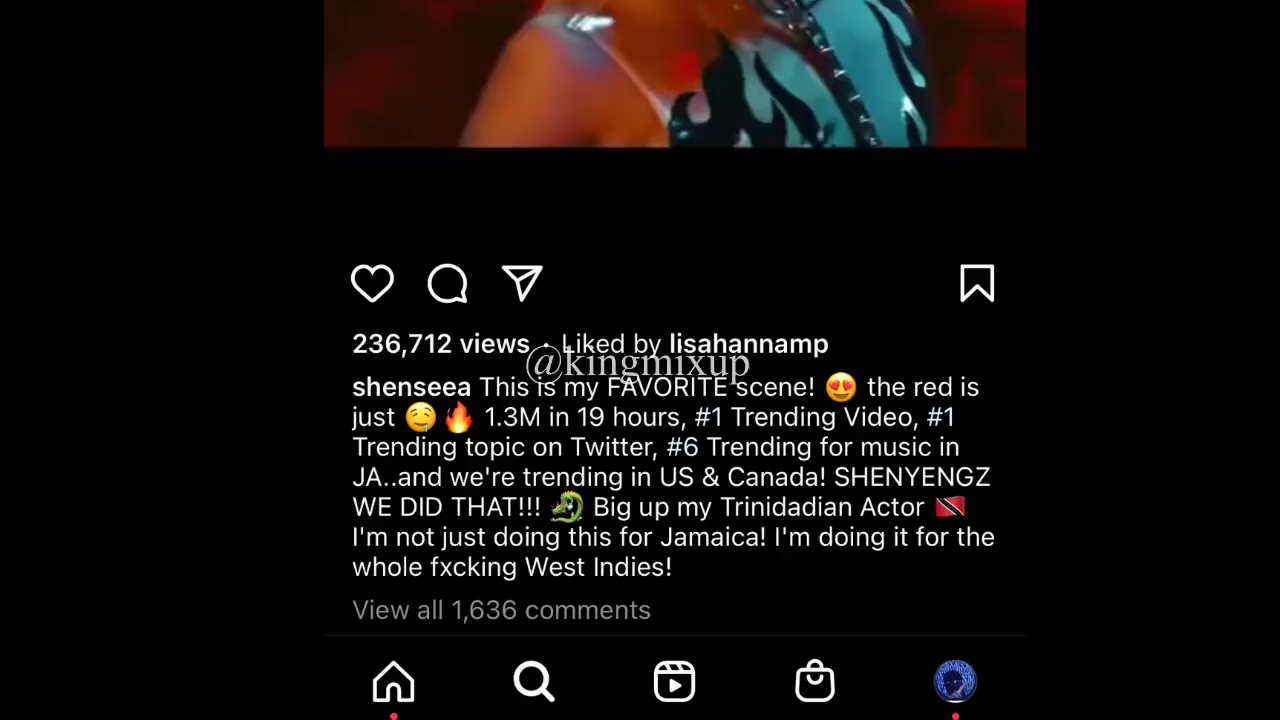 236,712 views · Liked by lisahannamp
@kingmixup
shenseea This is my FAVORITE scene! 😍 the red is
just 🤤🔥 1.3M in 19 hours, #1 Trending Video, #1
Trending topic on Twitter, #6 Trending for music in
JA..and we're trending in US & Canada! SHENYENGZ
WE DID THAT!!! 🐉 Big up my Trinidadian Actor 🇹🇹
I'm not just doing this for Jamaica! I'm doing it for the
whole fxcking West Indies!
View all 1,636 comments